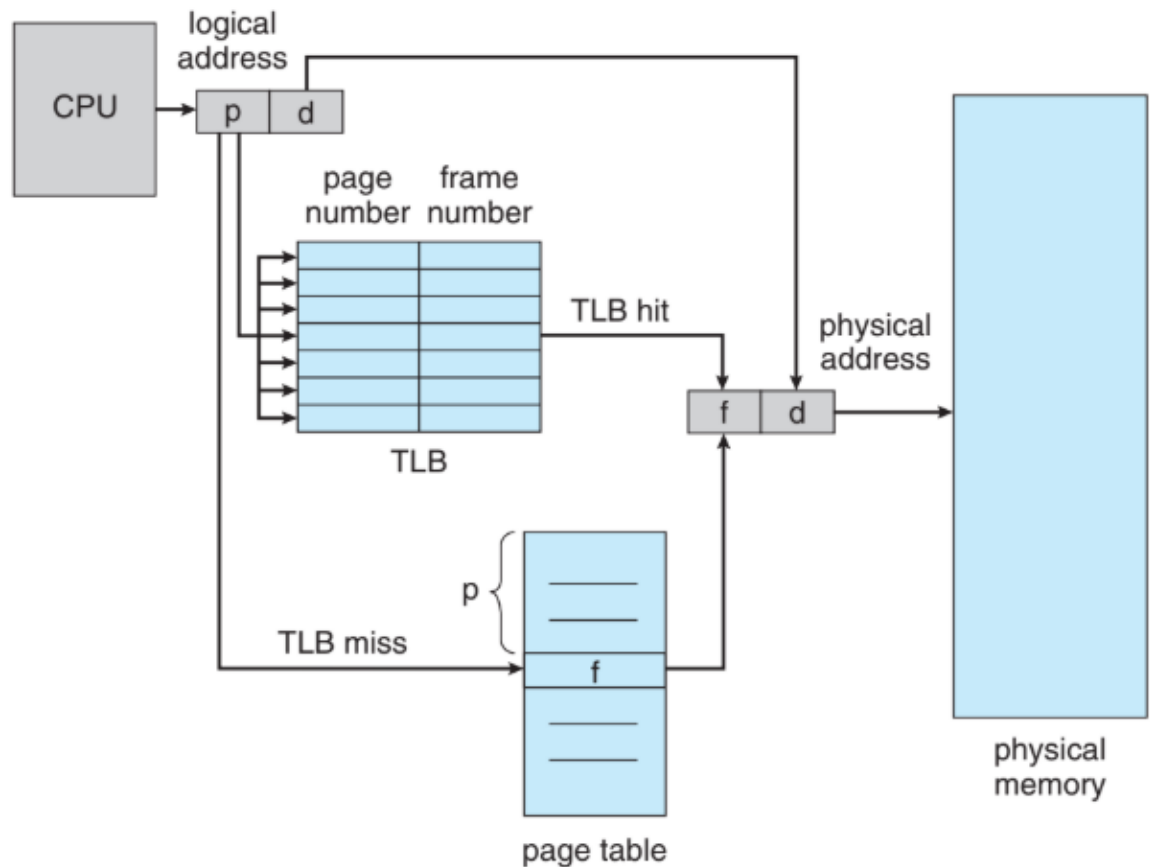 logical
address
CPU
p
d
page
number
frame
number
TLB hit
physical
address
f
d
TLB
p
TLB miss
f
physical
memory
page table